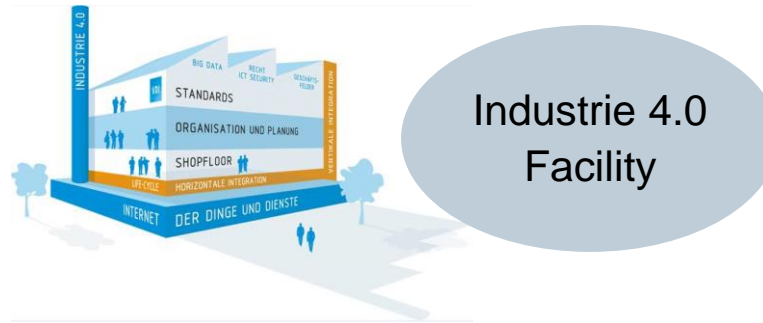 INDUSTRIE 4.0
BIG DATA
RECHT
ICT SECURITY
GESCHÄFTS-
FELDER
VDI
STANDARDS
ORGANISATION UND PLANUNG
SHOPFLOOR
VERTIKALE INTEGRATION
LIFE-CYCLE
HORIZONTALE INTEGRATION
INTERNET DER DINGE UND DIENSTE
Industrie 4.0
Facility